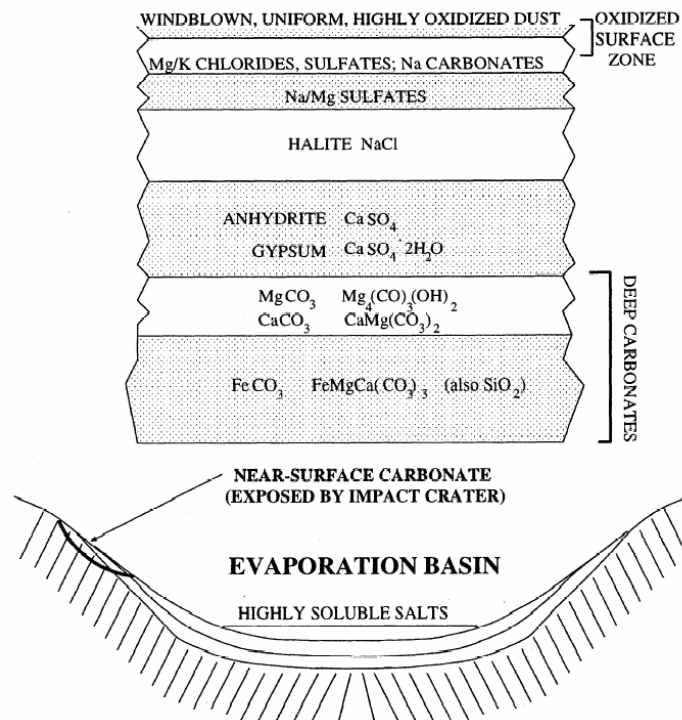 WINDBLOWN, UNIFORM, HIGHLY OXIDIZED DUST
OXIDIZED
SURFACE
ZONE
Mg/K CHLORIDES, SULFATES; Na CARBONATES
Na/Mg SULFATES
HALITE NaCl
ANHYDRITE CaSO₄
GYPSUM CaSO₄·2H₂O
MgCO₃ Mg₄(CO)₃(OH)₂
CaCO₃ CaMg(CO₃)₂
FeCO₃ FeMgCa(CO₃)₃ (also SiO₂)
DEEP CARBONATES
NEAR-SURFACE CARBONATE
(EXPOSED BY IMPACT CRATER)
EVAPORATION BASIN
HIGHLY SOLUBLE SALTS